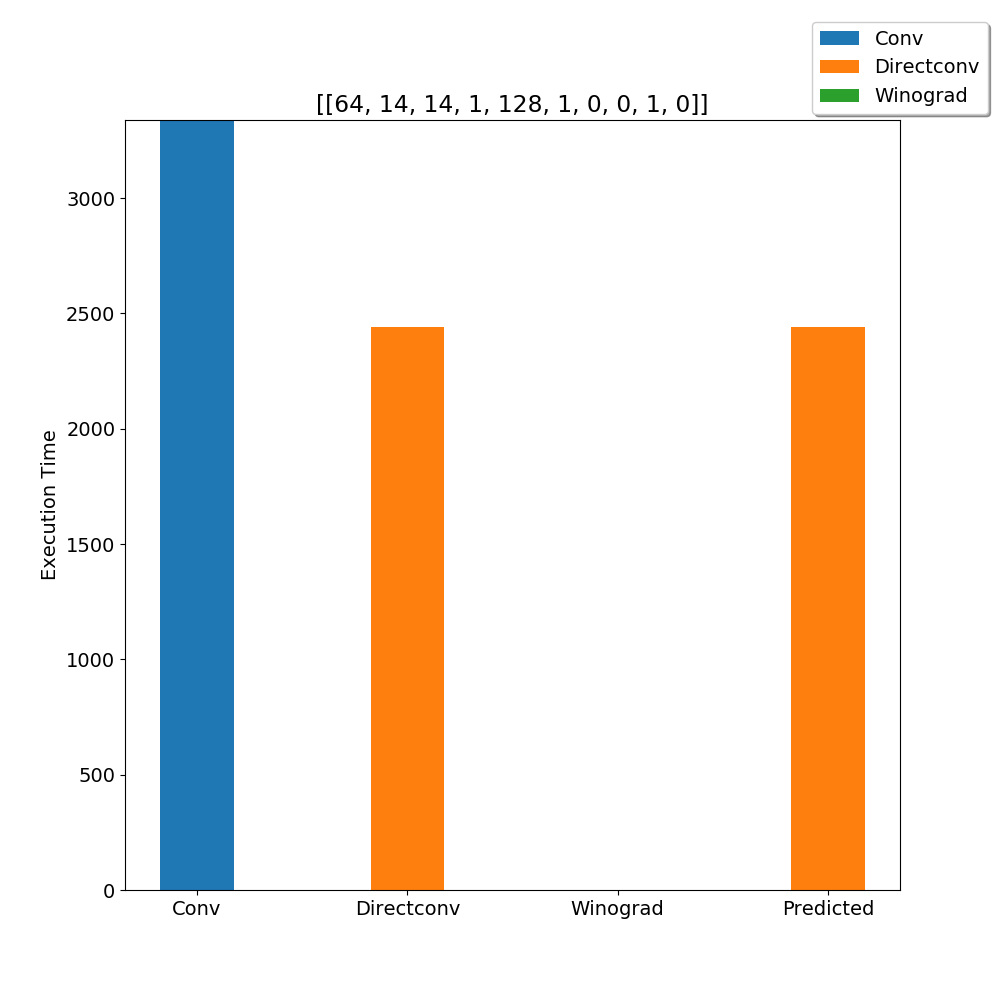 Conv
Directconv
Winograd
[[64, 14, 14, 1, 128, 1, 0, 0, 1, 0]]
Execution Time
3000
2500
2000
1500
1000
500
0
Conv Directconv Winograd Predicted